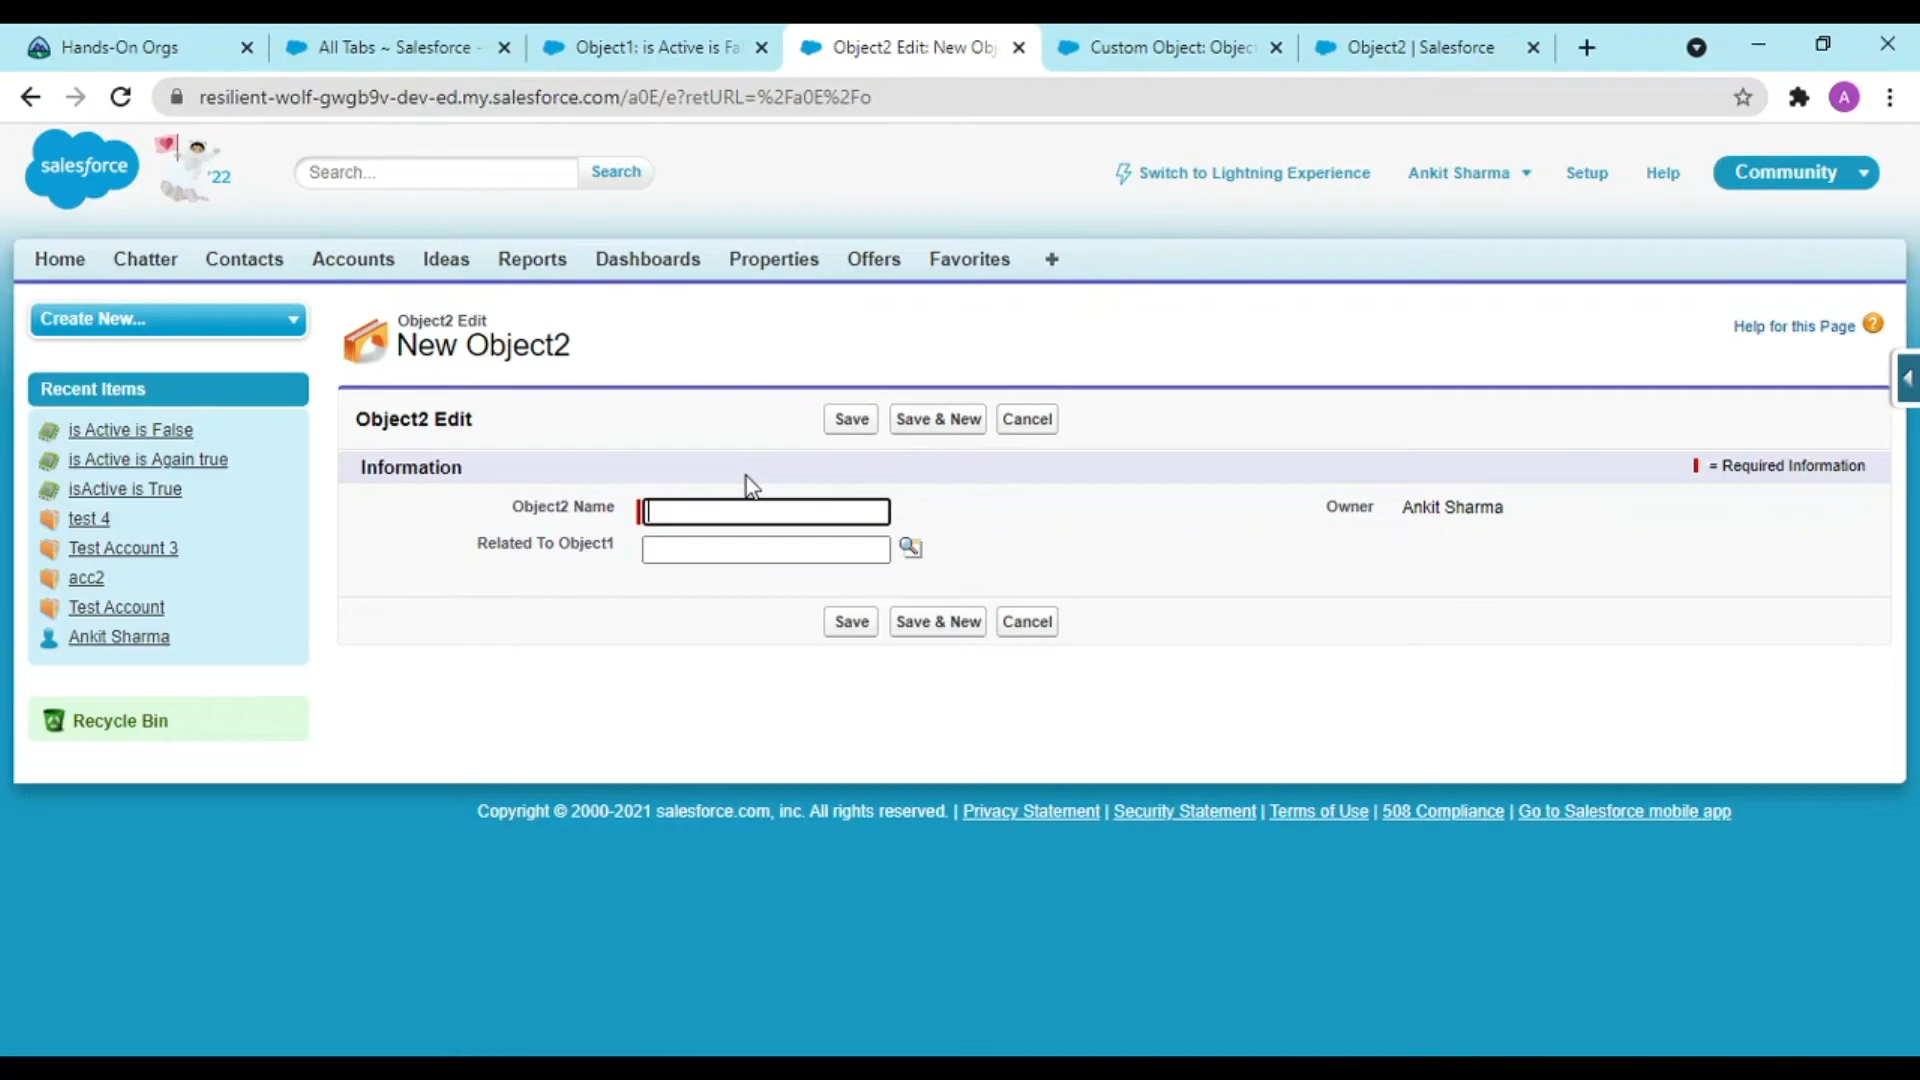 Hands-On Orgs
All Tabs ~ Salesforce -
Object1: is Active is Fa
Object2 Edit: New Obj
Custom Object: Objec
Object2 | Salesforce
resilient-wolf-gwgb9v-dev-ed.my.salesforce.com/a0E/e?retURL=%2Fa0E%2Fo
A
salesforce
'22
Search...
Search
Switch to Lightning Experience
Ankit Sharma
Setup
Help
Community
Home
Chatter
Contacts
Accounts
Ideas
Reports
Dashboards
Properties
Offers
Favorites
+
Create New...
Recent Items
is Active is False
is Active is Again true
isActive is True
test 4
Test Account 3
acc2
Test Account
Ankit Sharma
Recycle Bin
Object2 Edit
New Object2
Help for this Page ?
Object2 Edit
Save
Save & New
Cancel
Information
= Required Information
Object2 Name
Owner
Ankit Sharma
Related To Object1
Save
Save & New
Cancel
Copyright © 2000-2021 salesforce.com, inc. All rights reserved. | Privacy Statement | Security Statement | Terms of Use | 508 Compliance | Go to Salesforce mobile app